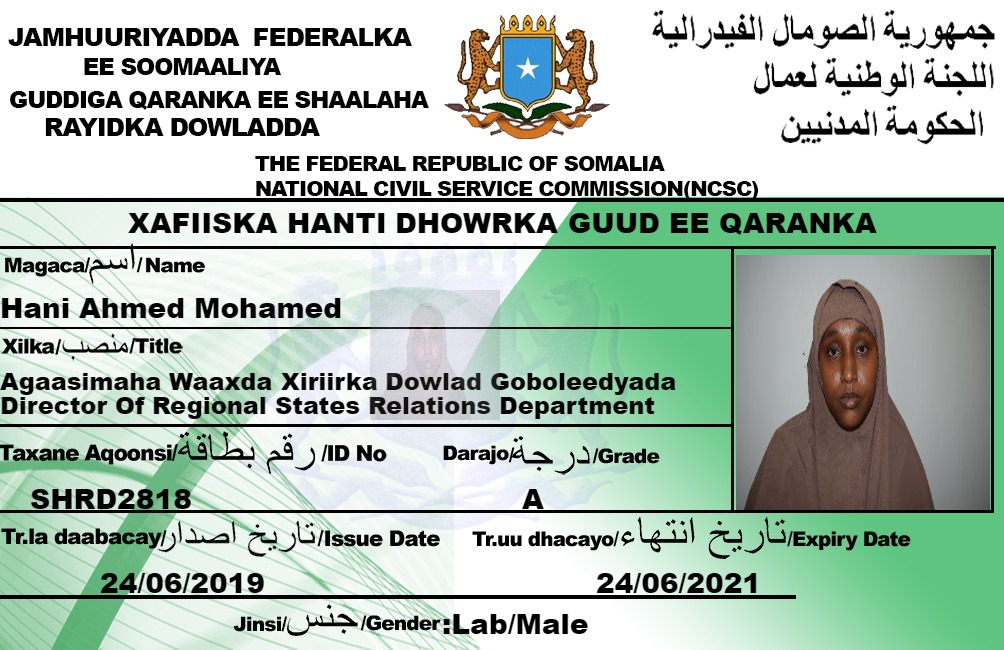 JAMHUURIYADDA FEDERALKA
EE SOOMAALIYA
GUDDIGA QARANKA EE SHAALAHA
RAYIDKA DOWLADDA
جمهورية الصومال الفيدرالية
اللجنة الوطنية لعمال
الحكومة المدنيين
THE FEDERAL REPUBLIC OF SOMALIA
NATIONAL CIVIL SERVICE COMMISSION(NCSC)
XAFIISKA HANTI DHOWRKA GUUD EE QARANKA
Magaca/اسم/Name
Hani Ahmed Mohamed
Xilka/منصب/Title
Agaasimaha Waaxda Xiriirka Dowlad Goboleedyada
Director Of Regional States Relations Department
Taxane Aqoonsi/رقم بطاقة/ID No Darajo/درجة/Grade
SHRD2818 A
Tr.la daabacay/تاريخ اصدار/Issue Date Tr.uu dhacayo/تاريخ انتهاء/Expiry Date
24/06/2019 24/06/2021
Jinsi/جنس/Gender:Lab/Male